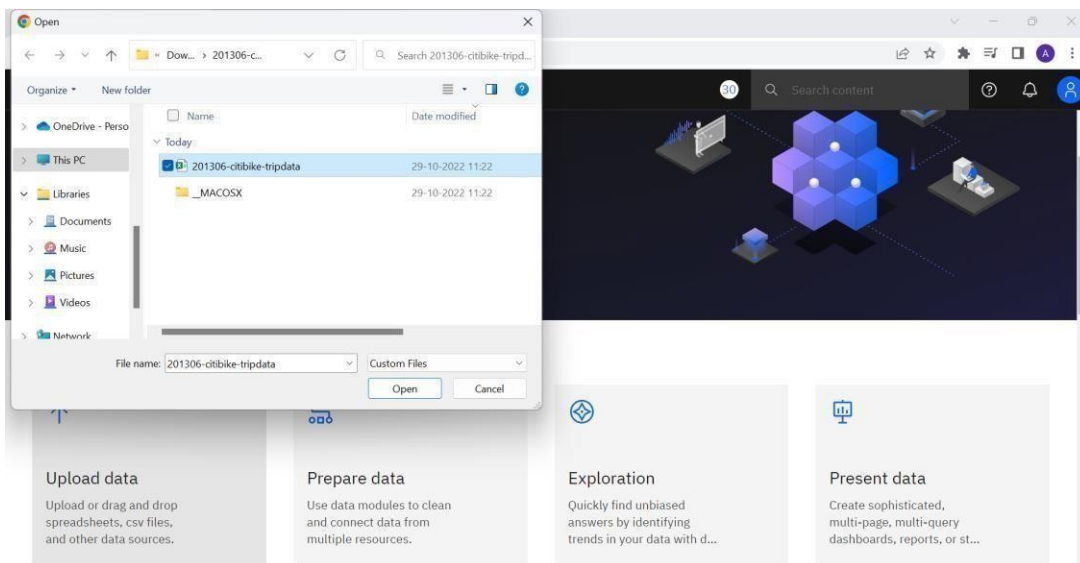 Open
« Dow... > 201306-c...
Search 201306-citibike-tripd...
A
Organize
New folder
30
Search content
Name
Date modified
OneDrive - Perso
Today
This PC
201306-citibike-tripdata
29-10-2022 11:22
Libraries
__MACOSX
29-10-2022 11:22
Documents
Music
Pictures
Videos
Network
File name:
201306-citibike-tripdata
Custom Files
Open
Cancel
Upload data
Upload or drag and drop
spreadsheets, csv files,
and other data sources.
Prepare data
Use data modules to clean
and connect data from
multiple resources.
Exploration
Quickly find unbiased
answers by identifying
trends in your data with d...
Present data
Create sophisticated,
multi-page, multi-query
dashboards, reports, or st...